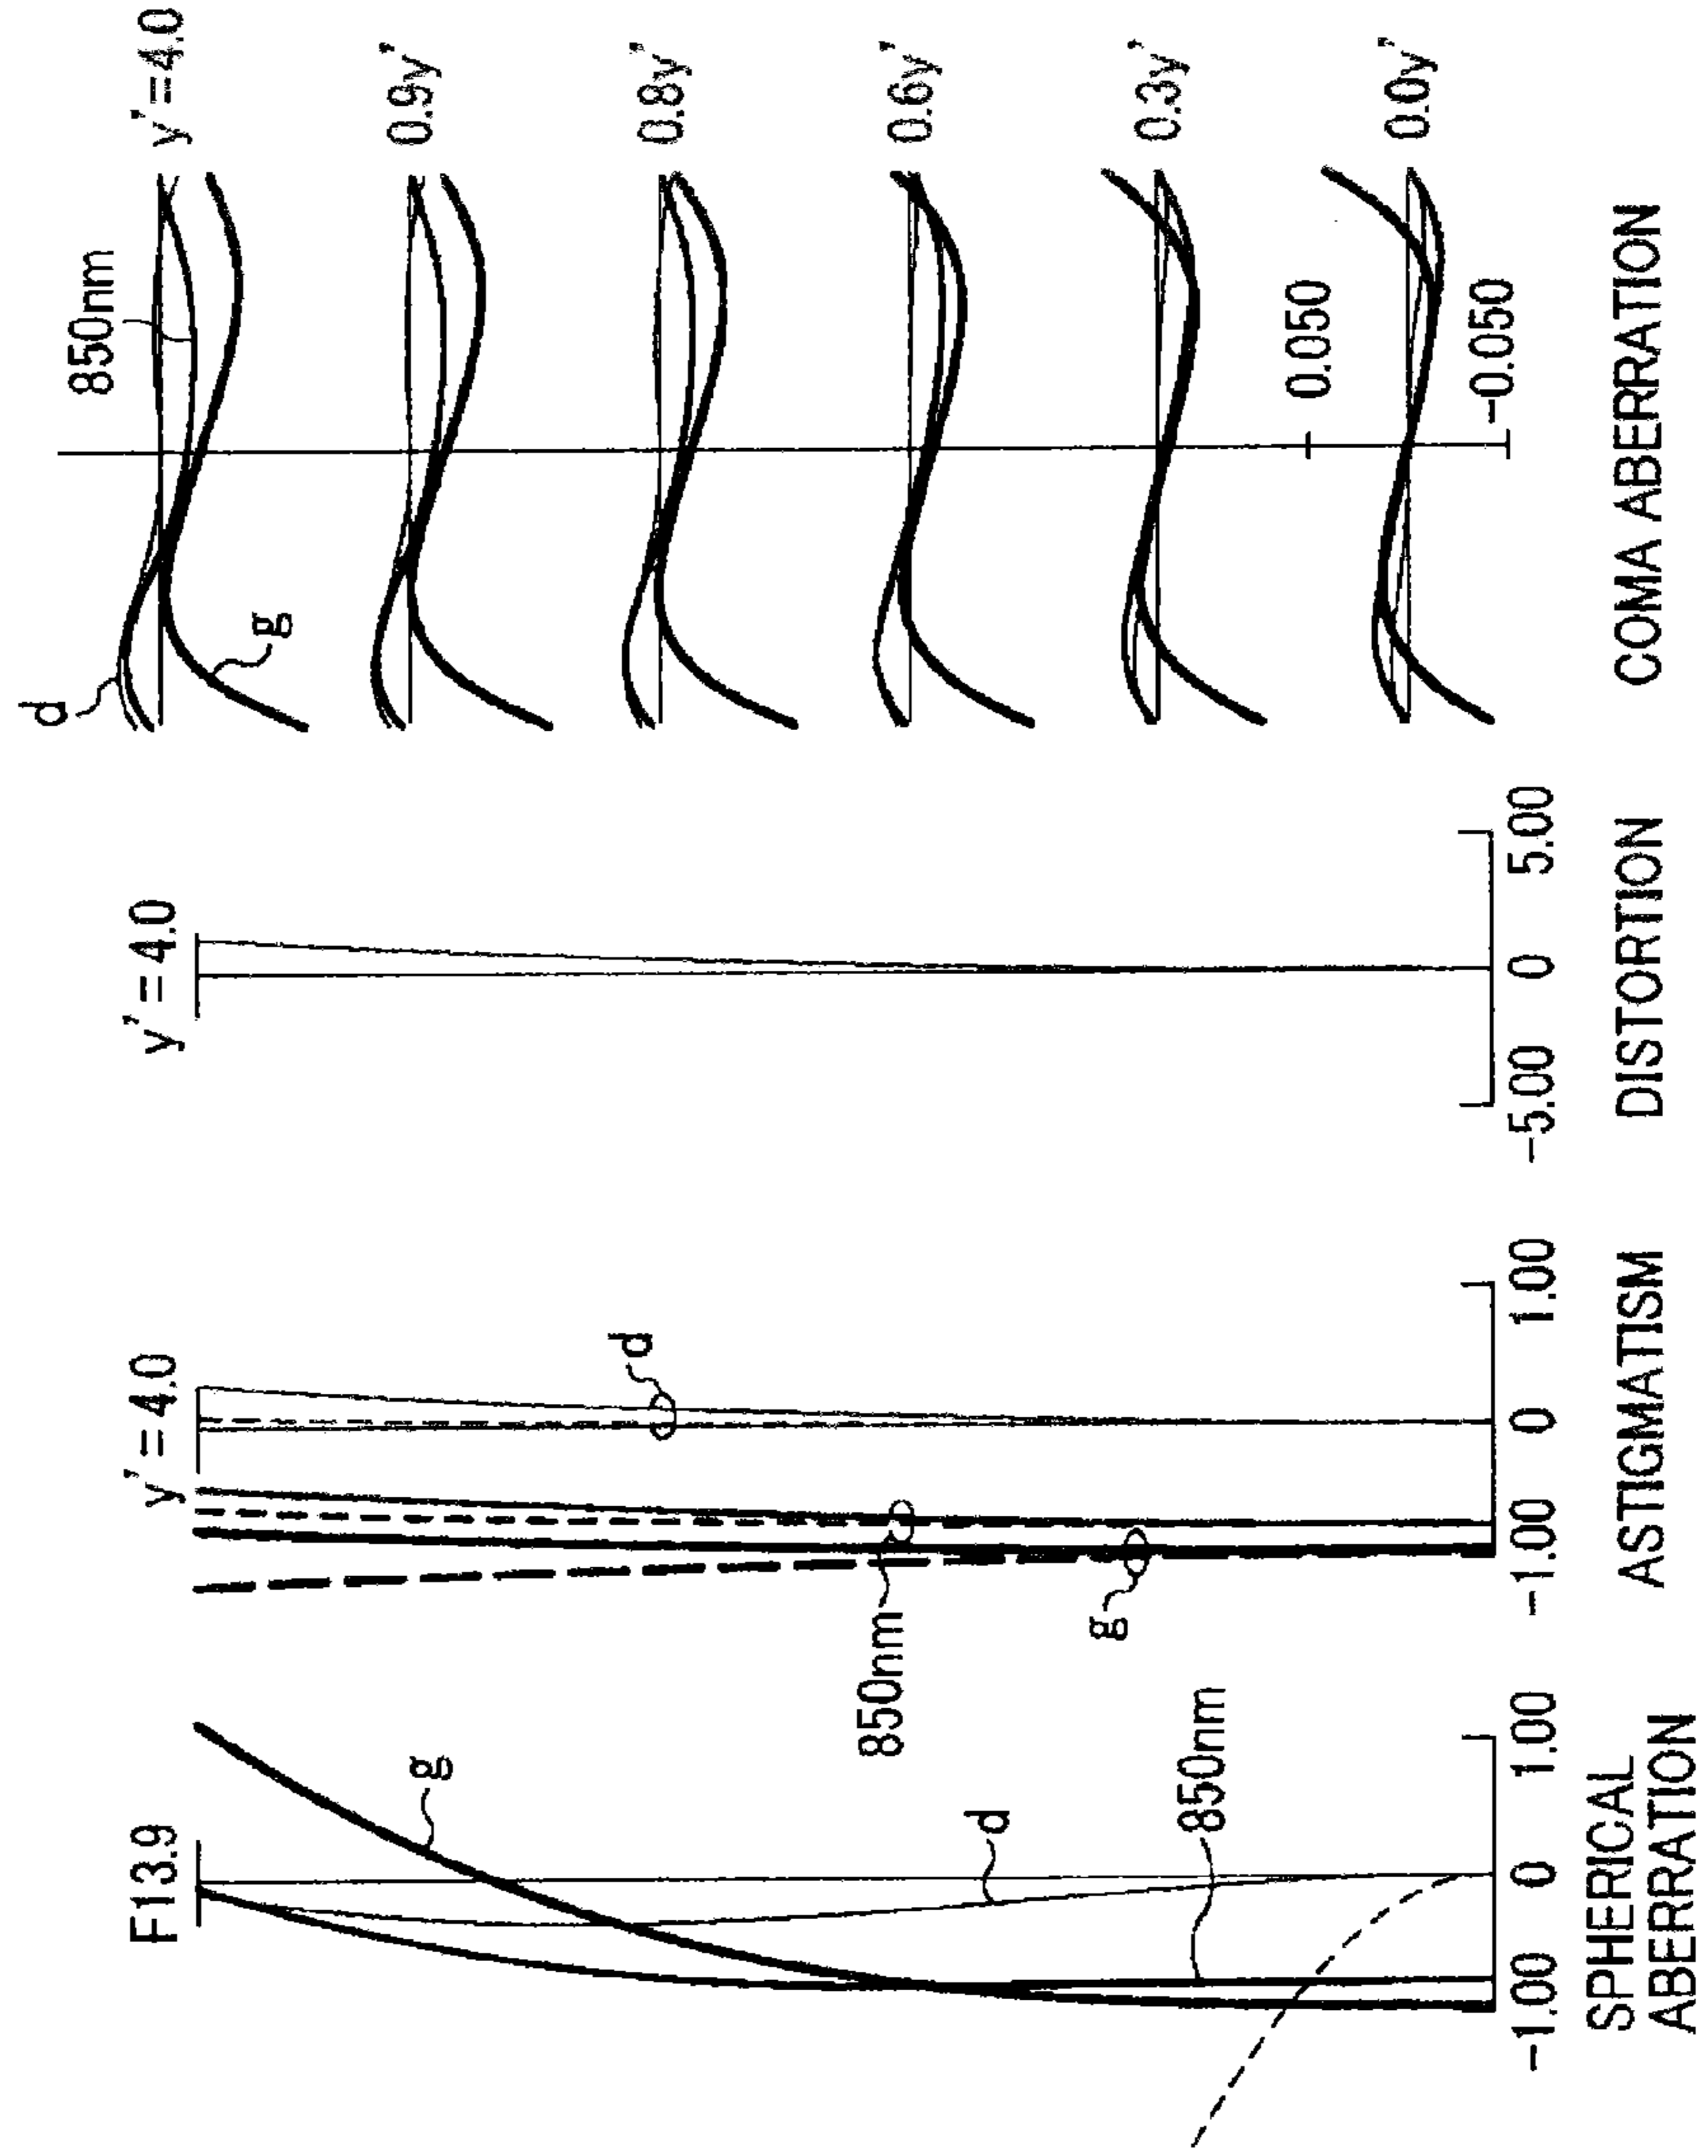 F13.9
g
d
850nm
-1.00 0 1.00
SPHERICAL
ABERRATION
y'=4.0
d
850nm
g
-1.00 0 1.00
ASTIGMATISM
y'=4.0
-5.00 0 5.00
DISTORTION
d
850nm
g
y'=4.0
0.9y'
0.8y'
0.6y'
0.3y'
0.0y'
0.050
-0.050
COMA ABERRATION